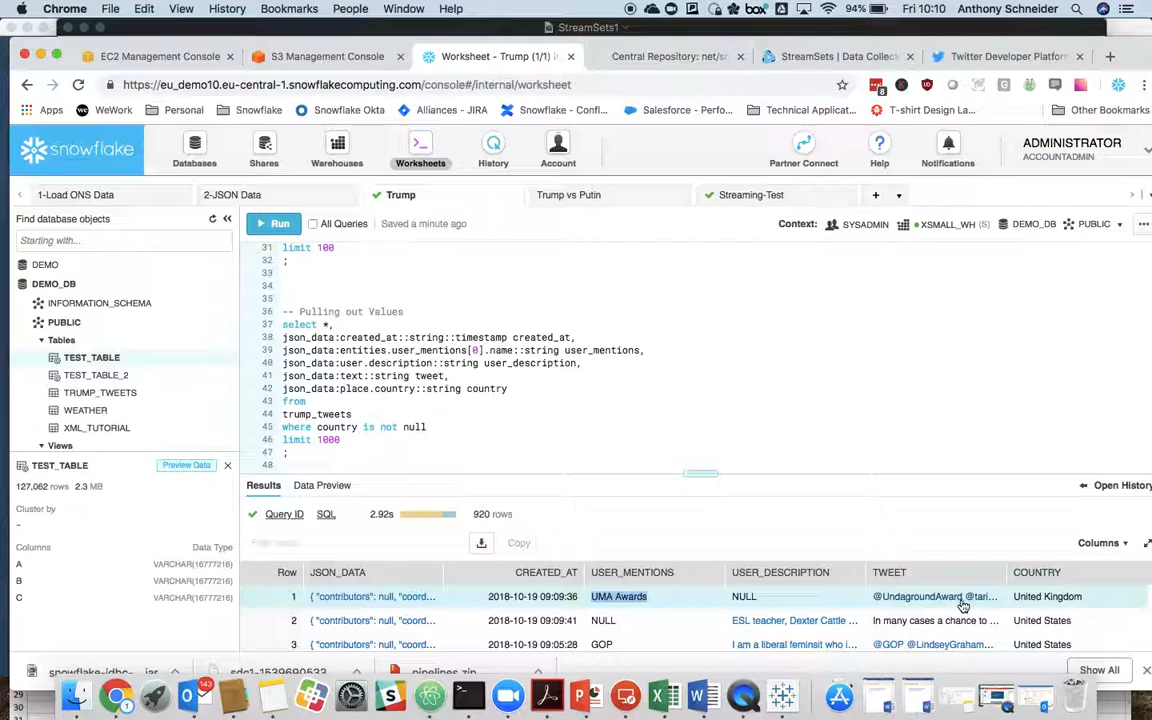 Chrome File Edit View History Bookmarks People Window Help box 94% Fri 10:10 Anthony Schneider
StreamSets1
EC2 Management Console S3 Management Console Worksheet - Trump (1/1) Central Repository: net/s StreamSets | Data Collect Twitter Developer Platform
https://eu_demo10.eu-central-1.snowflakecomputing.com/console#/internal/worksheet
Apps WeWork Personal Snowflake Snowflake Okta Alliances - JIRA Snowflake - Confl... Salesforce - Perfo... Technical Applicat... T-shirt Design La... Other Bookmarks
snowflake Databases Shares Warehouses Worksheets History Account Partner Connect Help Notifications ADMINISTRATOR
ACCOUNTADMIN
1-Load ONS Data 2-JSON Data Trump Trump vs Putin Streaming-Test +
Find database objects
Run All Queries Saved a minute ago Context: SYSADMIN XSMALL_WH (S) DEMO_DB PUBLIC
Starting with...
DEMO
DEMO_DB
INFORMATION_SCHEMA
PUBLIC
Tables
TEST_TABLE
TEST_TABLE_2
TRUMP_TWEETS
WEATHER
XML_TUTORIAL
Views
31 limit 100
32 ;
33
34
35
36 -- Pulling out Values
37 select *,
38 json_data:created_at::string::timestamp created_at,
39 json_data:entities.user_mentions[0].name::string user_mentions,
40 json_data:user.description::string user_description,
41 json_data:text::string tweet,
42 json_data:place.country::string country
43 from
44 trump_tweets
45 where country is not null
46 limit 1000
47 ;
48
TEST_TABLE Preview Data
127,062 rows 2.3 MB
Cluster by
-
Columns Data Type
A VARCHAR(16777216)
B VARCHAR(16777216)
C VARCHAR(16777216)
Results Data Preview Open History
Query ID SQL 2.92s 920 rows
Copy Columns
Row JSON_DATA CREATED_AT USER_MENTIONS USER_DESCRIPTION TWEET COUNTRY
1 { "contributors": null, "coord... 2018-10-19 09:09:36 UMA Awards NULL @UndagroundAward @tari... United Kingdom
2 { "contributors": null, "coord... 2018-10-19 09:09:41 NULL ESL teacher, Dexter Cattle ... In many cases a chance to ... United States
3 { "contributors": null, "coord... 2018-10-19 09:05:28 GOP I am a liberal feminsit who i... @GOP @LindseyGraham... United States
snowflake-jdbc-....jar sdc1-1539690523.... pipelines.zip Show All
143